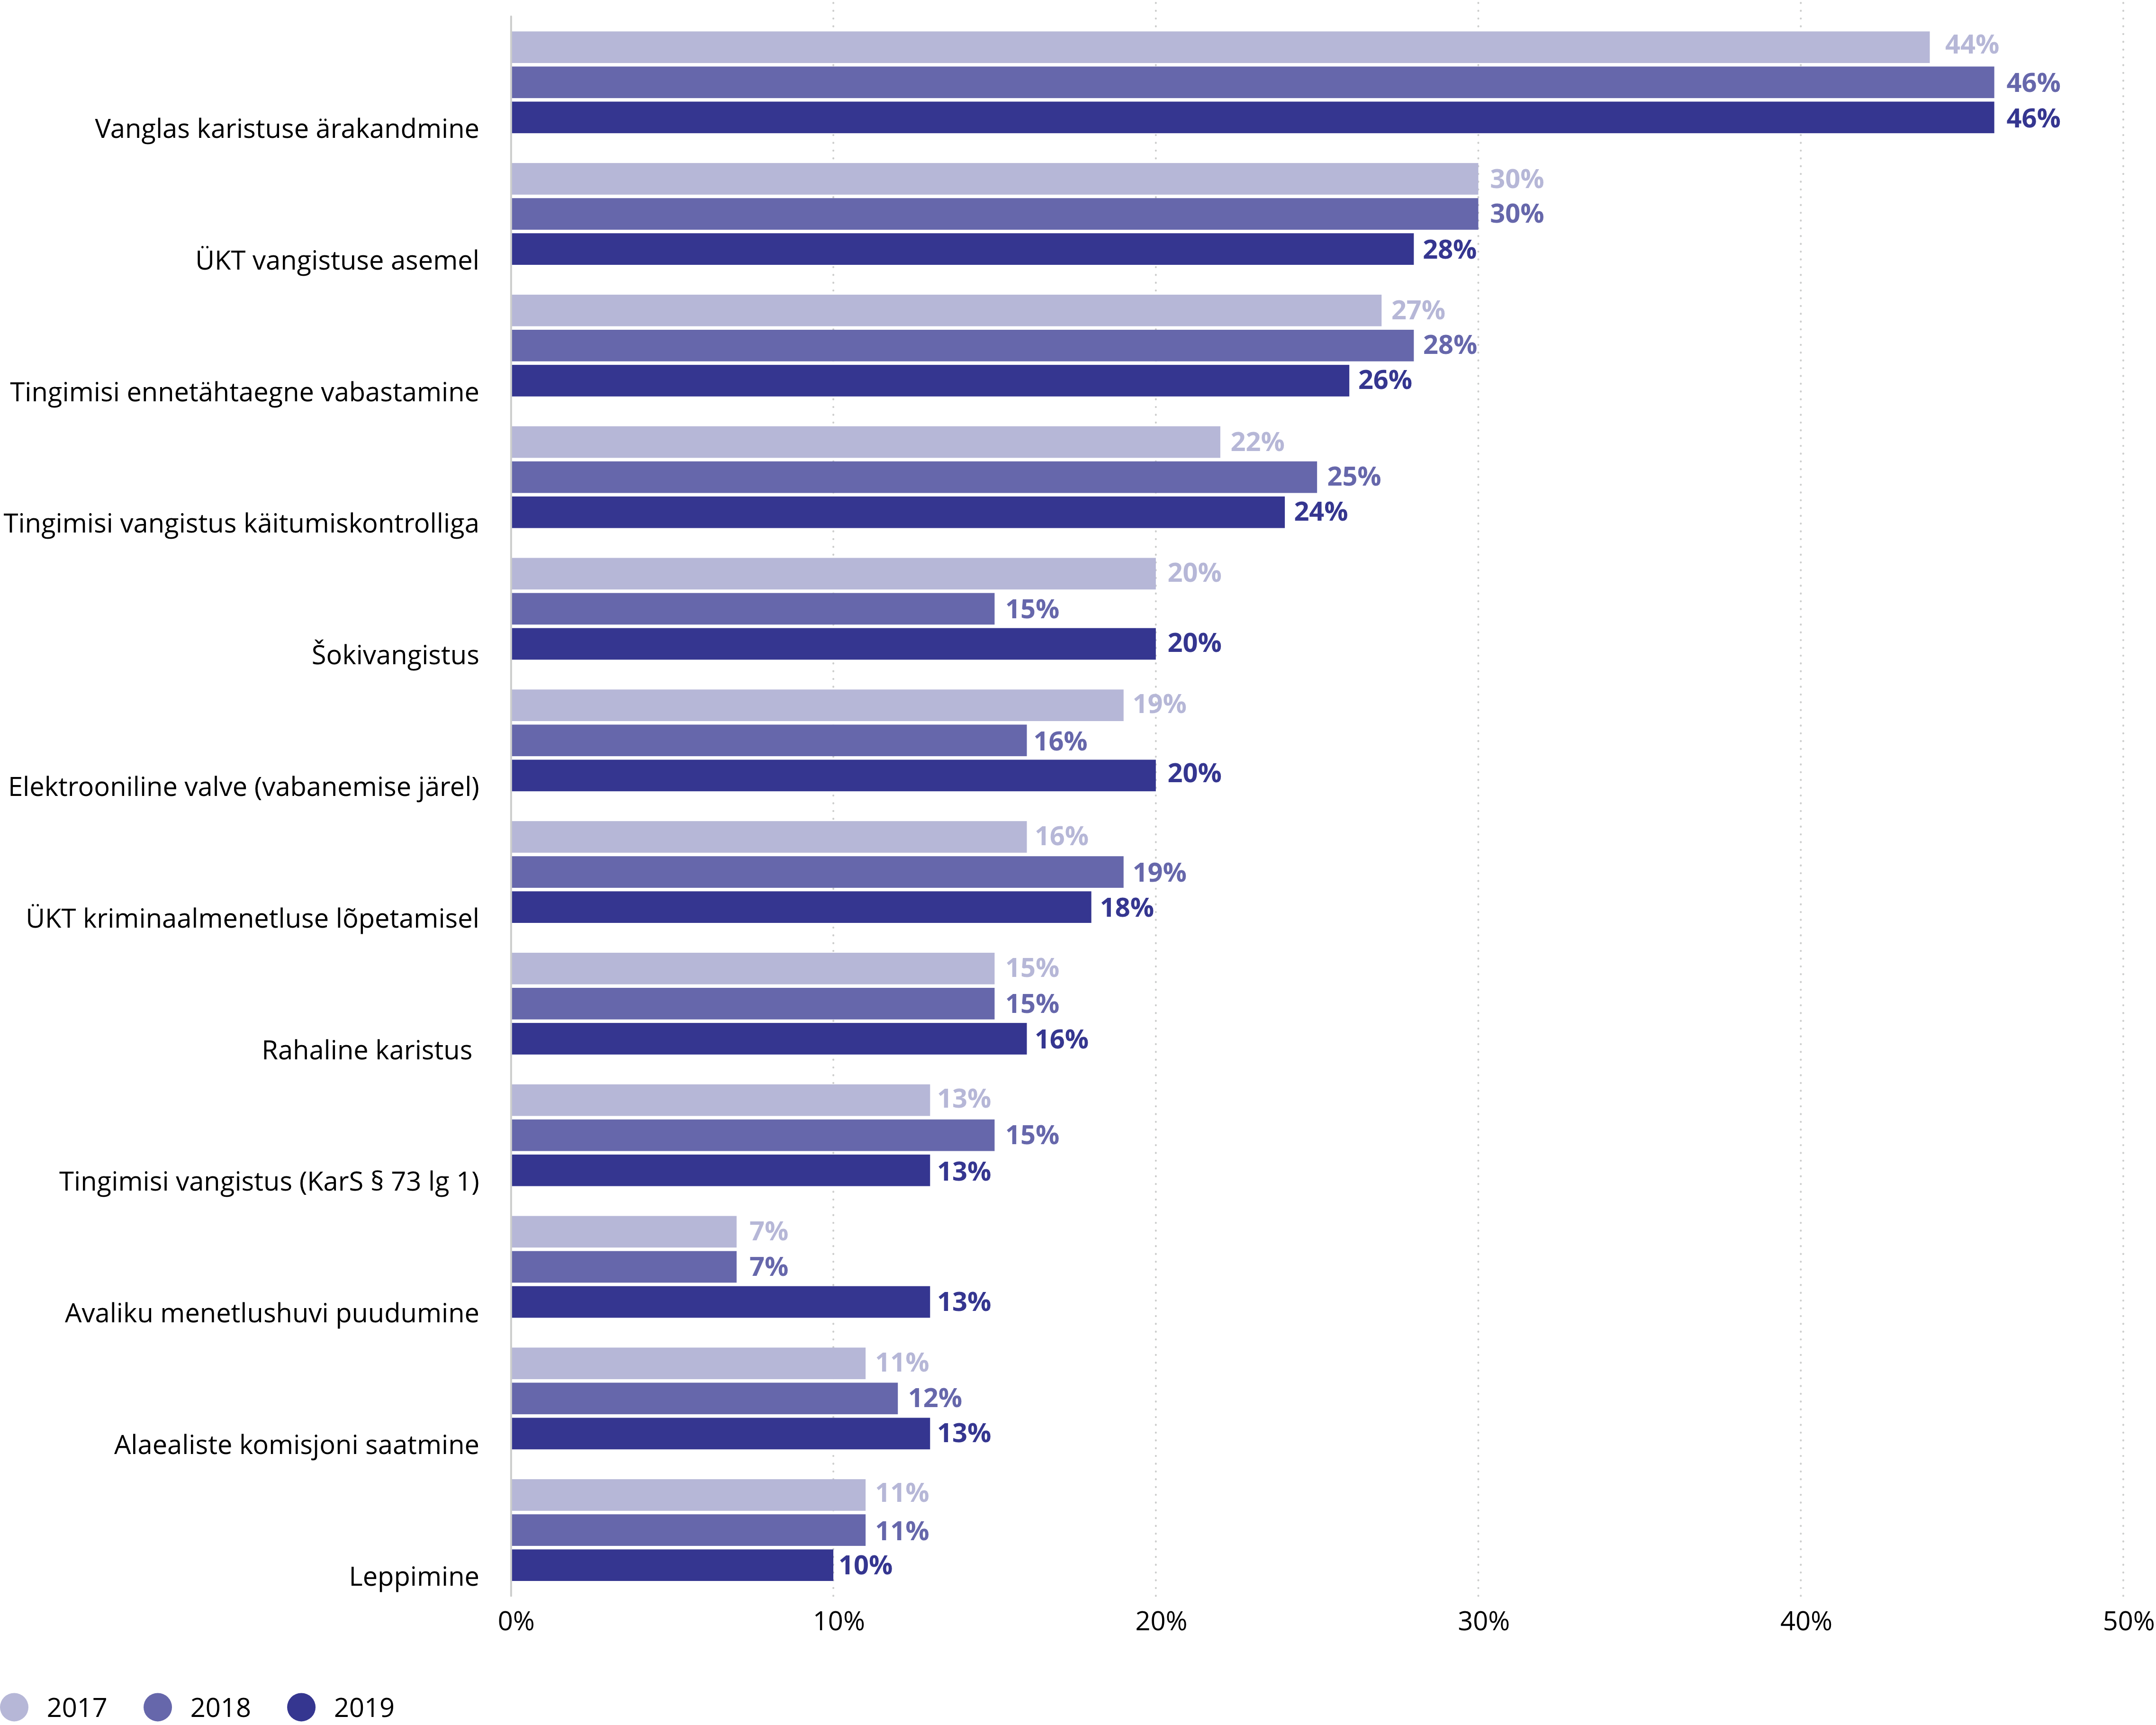 44%
46%
46%
Vanglas karistuse ärakandmine
30%
30%
28%
ÜKT vangistuse asemel
27%
28%
26%
Tingimisi ennetähtaegne vabastamine
22%
25%
24%
Tingimisi vangistus käitumiskontrolliga
20%
15%
20%
Šokivangistus
19%
16%
20%
Elektrooniline valve (vabanemise järel)
16%
19%
18%
ÜKT kriminaalmenetluse lõpetamisel
15%
15%
16%
Rahaline karistus
13%
15%
13%
Tingimisi vangistus (KarS § 73 lg 1)
7%
7%
13%
Avaliku menetlushuvi puudumine
11%
12%
13%
Alaealiste komisjoni saatmine
11%
11%
10%
Leppimine
0% 10% 20% 30% 40% 50%
2017 2018 2019